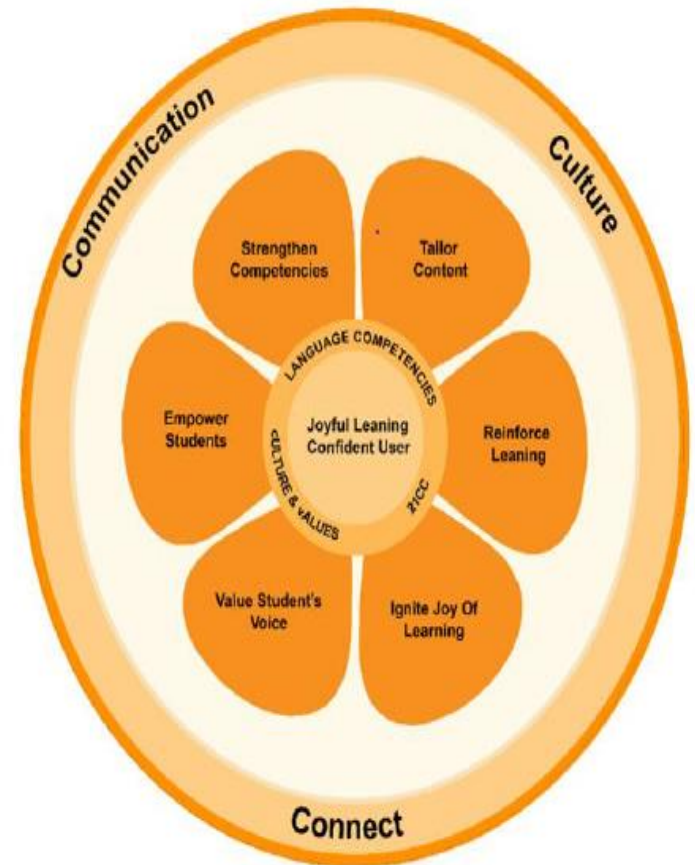 Communication
Culture
Strengthen
Competencies
Tallor
Content
Empower
Students
LANGUAGE COMPETENCIES
Joyful Leaning
Confident User
cULTURE & vALUES
21CC
Reinforce
Leaning
Value Student's
Voice
Ignite Joy Of
Learning
Connect